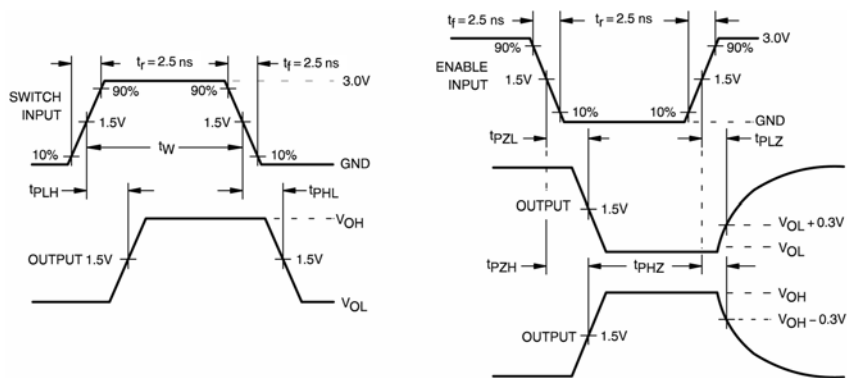 tr = 2.5 ns
tf = 2.5 ns
3.0V
90%
90%
SWITCH
INPUT
1.5V
1.5V
tW
10%
10%
GND
tPLH
tPHL
VOH
OUTPUT 1.5V
1.5V
VOL
tf = 2.5 ns
tr = 2.5 ns
3.0V
90%
90%
ENABLE
INPUT
1.5V
1.5V
10%
10%
GND
tPZL
tPLZ
OUTPUT
1.5V
VOL + 0.3V
VOL
tPZH
tPHZ
VOH
VOH – 0.3V
OUTPUT
1.5V